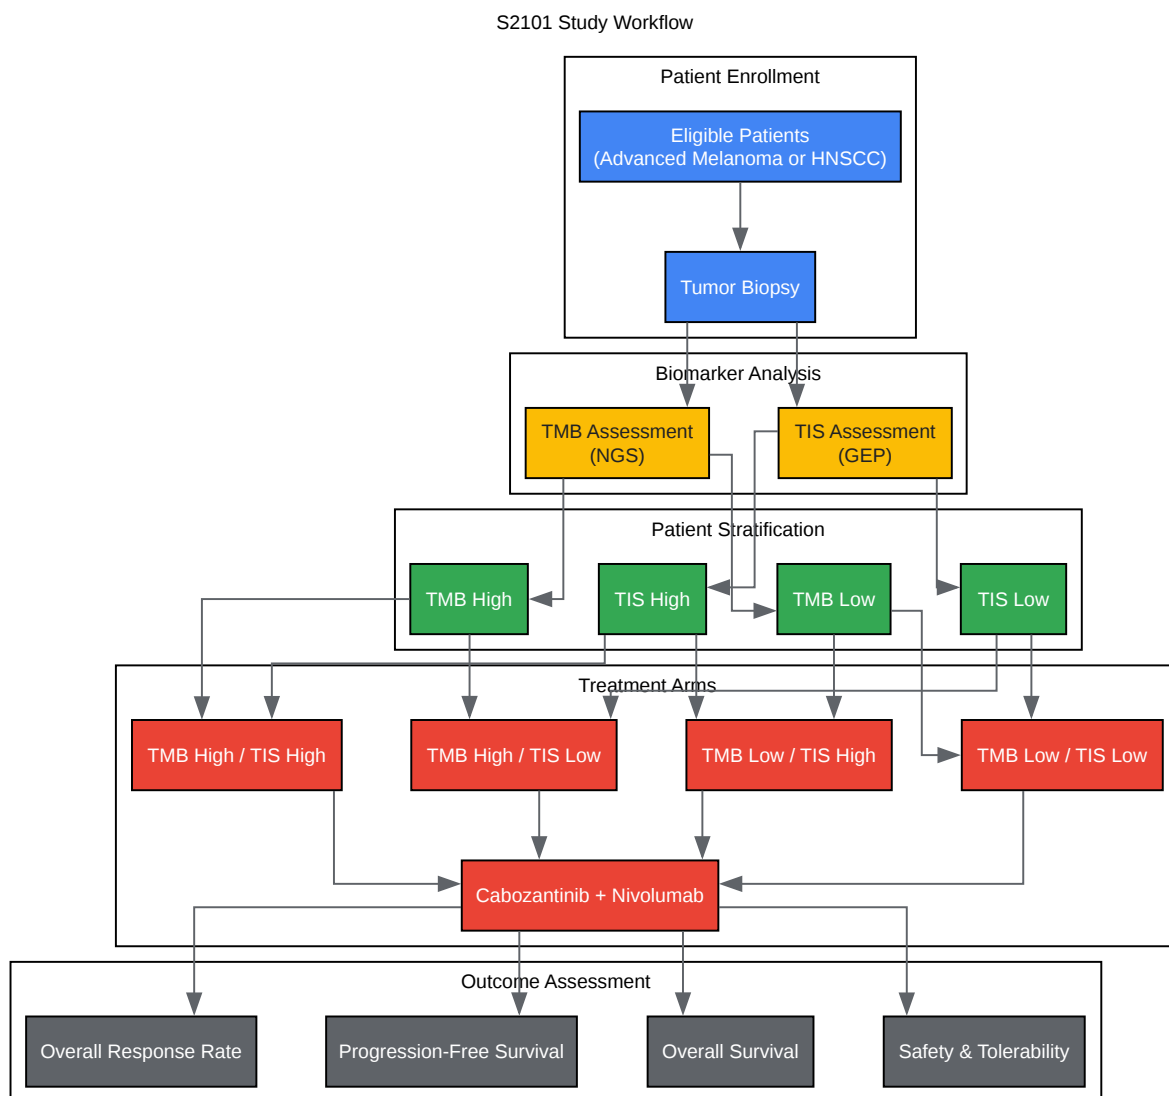 S2101 Study Workflow
Patient Enrollment
Eligible Patients
(Advanced Melanoma or HNSCC)
Tumor Biopsy
Biomarker Analysis
TMB Assessment
(NGS)
TIS Assessment
(GEP)
Patient Stratification
TMB High
TIS High
TMB Low
TIS Low
Treatment Arms
TMB High / TIS High
TMB High / TIS Low
TMB Low / TIS High
TMB Low / TIS Low
Cabozantinib + Nivolumab
Outcome Assessment
Overall Response Rate
Progression-Free Survival
Overall Survival
Safety & Tolerability